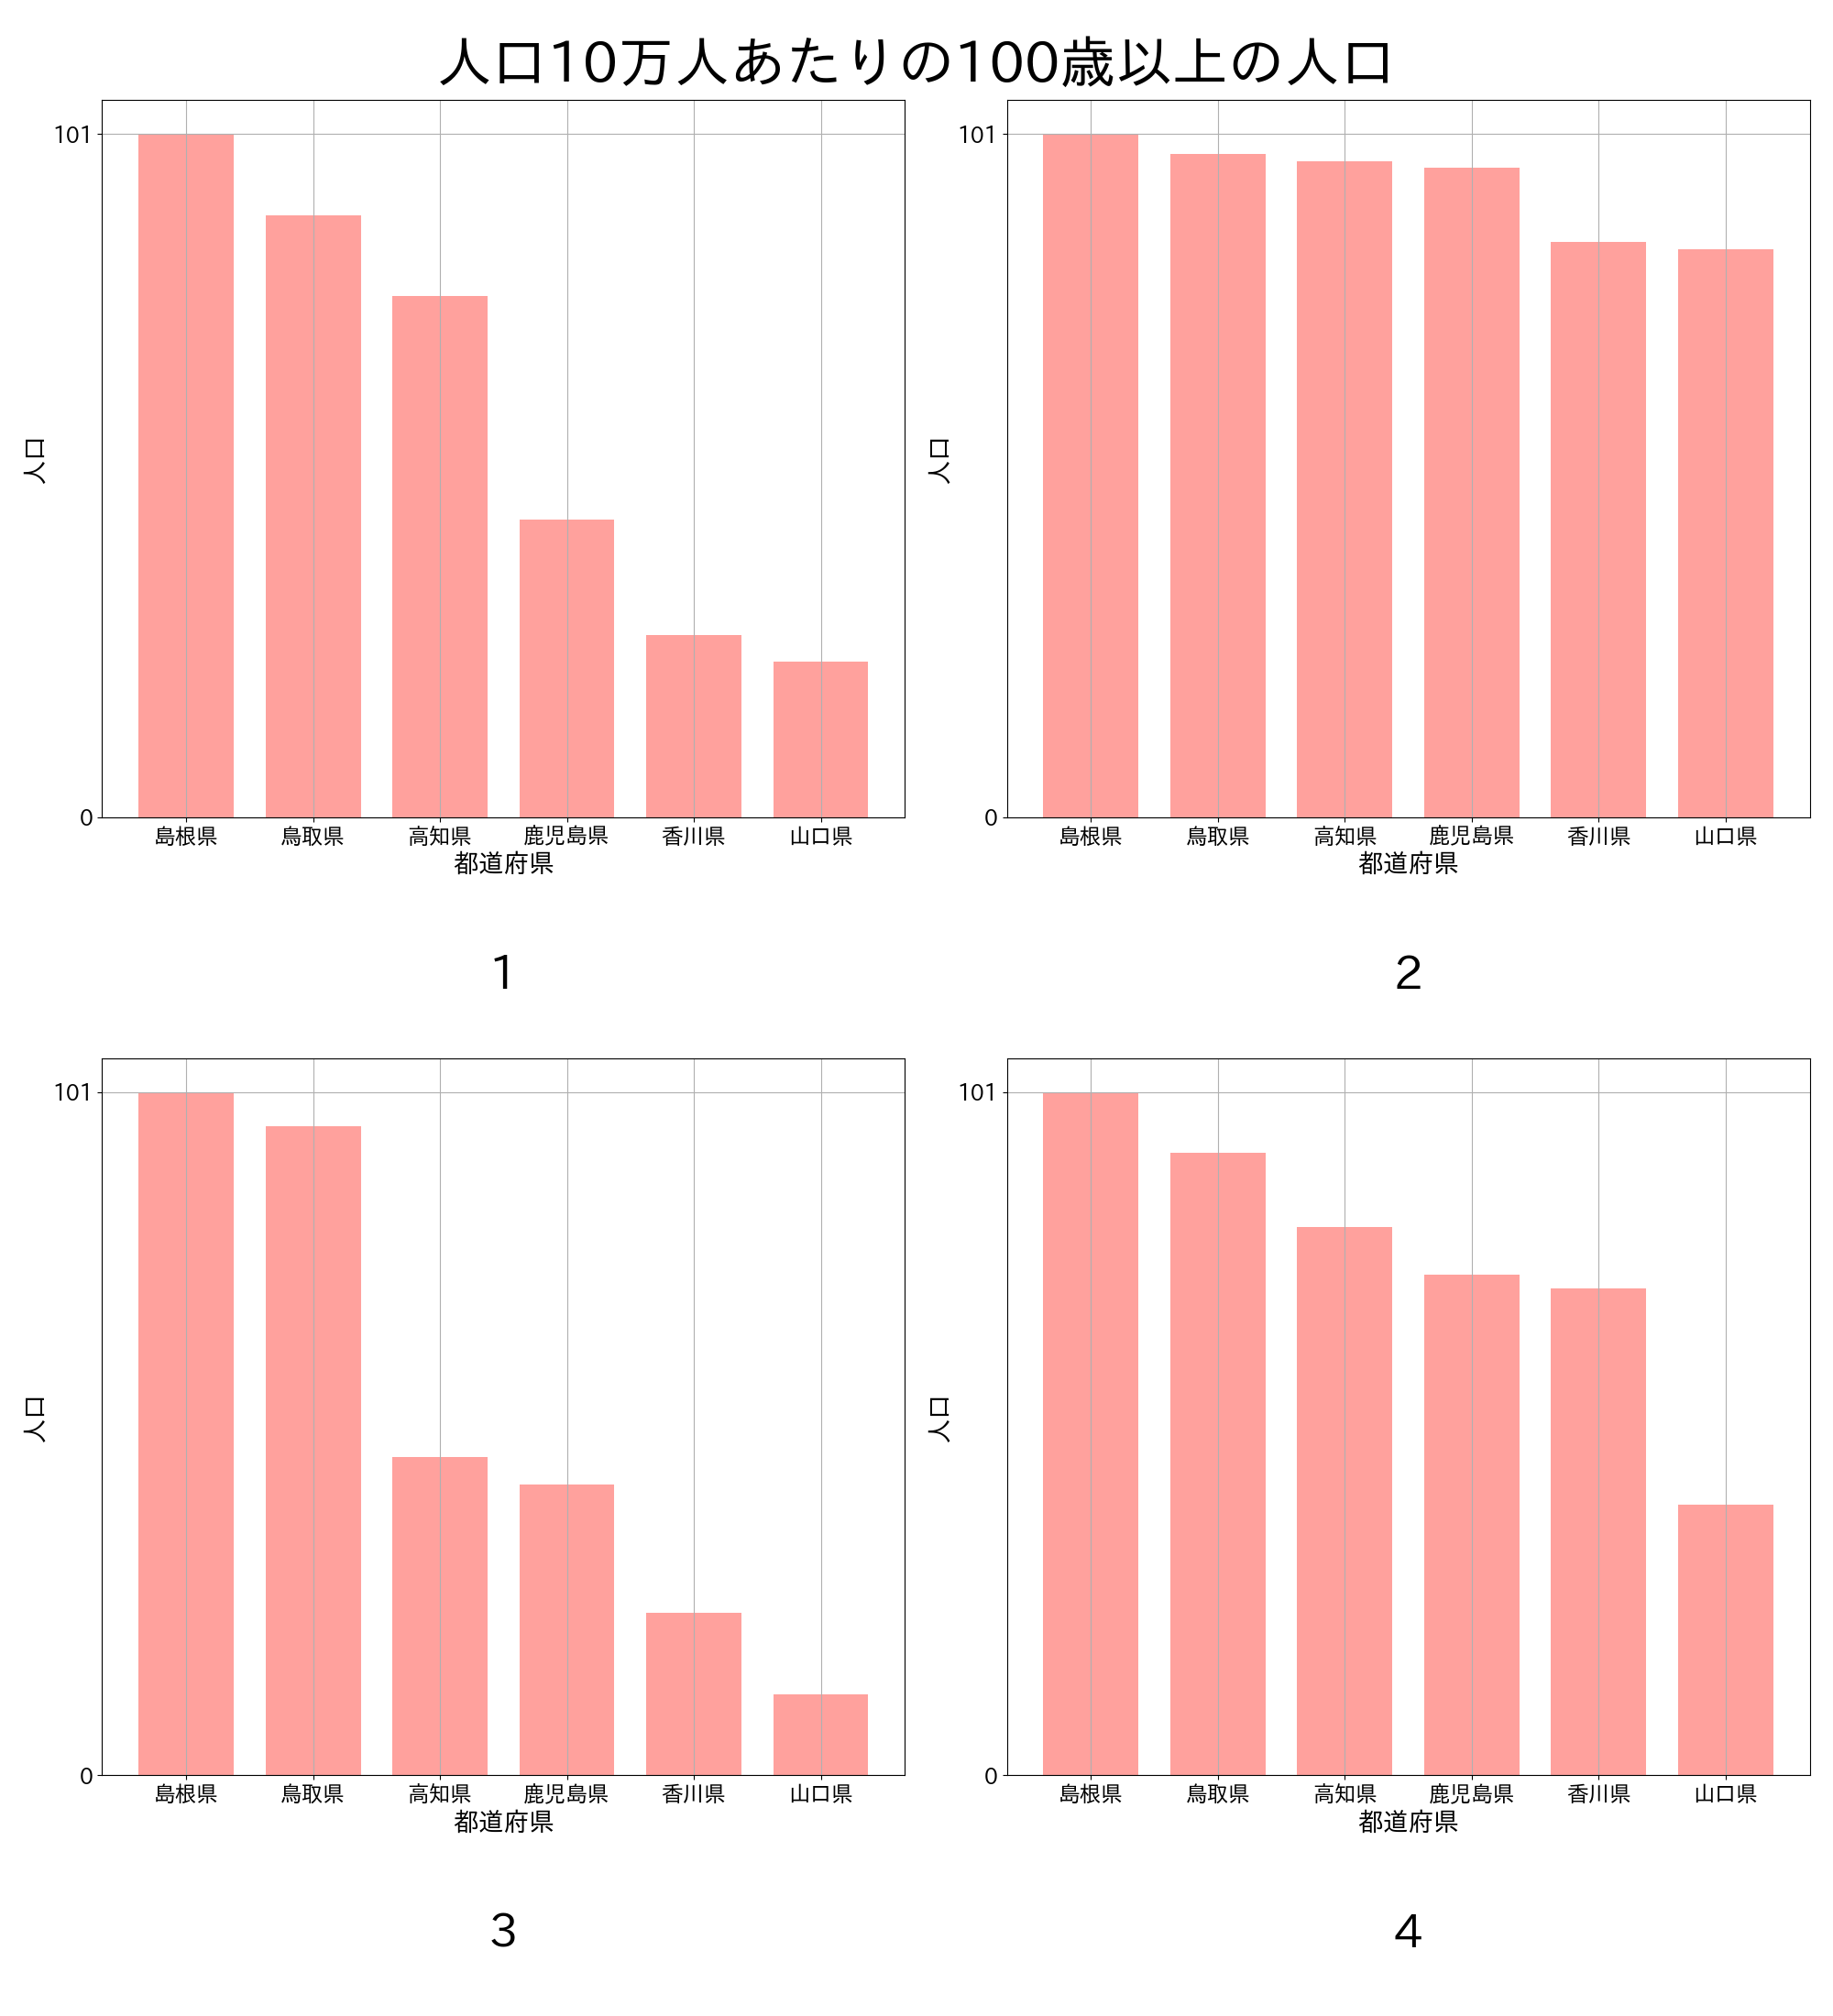 人口10万人あたりの100歳以上の人口
101
0
人口
島根県 鳥取県 高知県 鹿児島県 香川県 山口県
都道府県
1
101
0
人口
島根県 鳥取県 高知県 鹿児島県 香川県 山口県
都道府県
2
101
0
人口
島根県 鳥取県 高知県 鹿児島県 香川県 山口県
都道府県
3
101
0
人口
島根県 鳥取県 高知県 鹿児島県 香川県 山口県
都道府県
4